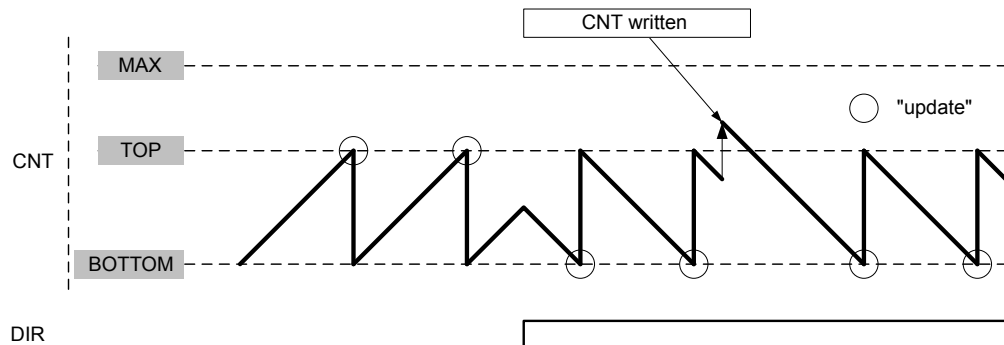 CNT written
MAX
"update"
TOP
CNT
BOTTOM
DIR